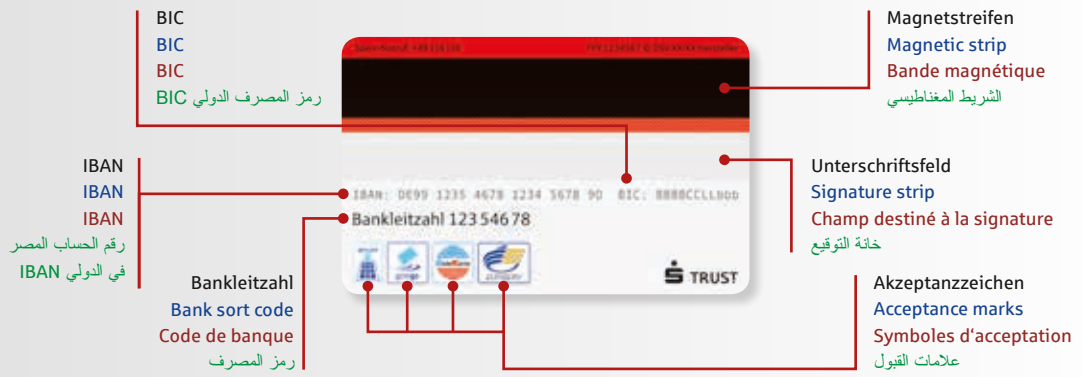 BIC
BIC
BIC
رمز المصرف الدولي BIC
Magnetstreifen
Magnetic strip
Bande magnétique
الشريط المغناطيسي
IBAN
IBAN
IBAN
رقم الحساب المصر
في الدولي IBAN
Unterschriftsfeld
Signature strip
Champ destiné à la signature
خانة التوقيع
IBAN: DE99 1235 4678 1234 5678 90 BIC: BBBBCCLLbbb
Bankleitzahl 123 546 78
TRUST
Bankleitzahl
Bank sort code
Code de banque
رمز المصرف
Akzeptanzzeichen
Acceptance marks
Symboles d‘acceptation
علامات القبول